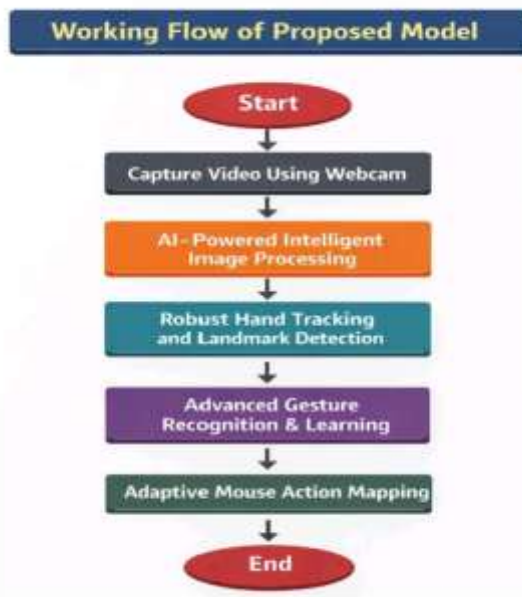 Working Flow of Proposed Model
Start
Capture Video Using Webcam
AI-Powered Intelligent
Image Processing
Robust Hand Tracking
and Landmark Detection
Advanced Gesture
Recognition & Learning
Adaptive Mouse Action Mapping
End